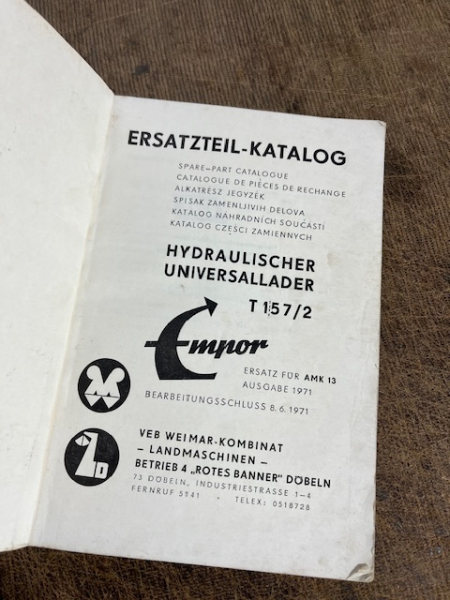 ERSATZTEIL-KATALOG
SPARE-PART CATALOGUE
CATALOGUE DE PIÈCES DE RECHANGE
ALKATRÉSZ JEGYZÉK
SPISAK ZAMENLJIVIH DELOVA
KATALOG NÁHRADNÍCH SOUČÁSTÍ
KATALOG CZĘŚCI ZAMIENNYCH
HYDRAULISCHER
UNIVERSALLADER
T 157/2
Empor
ERSATZ FÜR AMK 13
AUSGABE 1971
BEARBEITUNGSSCHLUSS 8. 6. 1971
VEB WEIMAR-KOMBINAT
– LANDMASCHINEN –
BETRIEB 4 „ROTES BANNER" DÖBELN
73 DÖBELN, INDUSTRIESTRASSE 1–4
FERNRUF 5141 • TELEX: 0518728